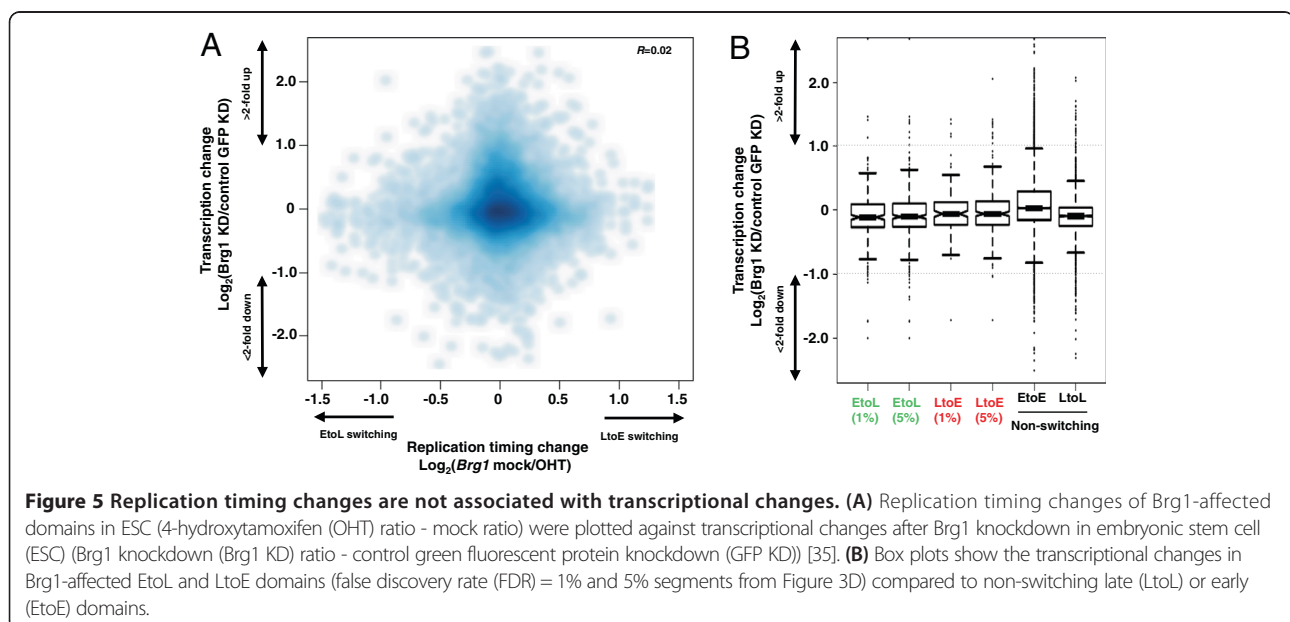 A
R=0.02
>2-fold up
<2-fold down
Transcription change
Log2(Brg1 KD/control GFP KD)
2.0
1.0
0
-1.0
-2.0
-1.5 -1.0 -0.5 0 0.5 1.0 1.5
EtoL switching
LtoE switching
Replication timing change
Log2(Brg1 mock/OHT)
B
>2-fold up
<2-fold down
Transcription change
Log2(Brg1 KD/control GFP KD)
2.0
1.0
0
-1.0
-2.0
EtoL EtoL LtoE LtoE EtoE LtoL
(1%) (5%) (1%) (5%)
Non-switching
Figure 5 Replication timing changes are not associated with transcriptional changes. (A) Replication timing changes of Brg1-affected
domains in ESC (4-hydroxytamoxifen (OHT) ratio - mock ratio) were plotted against transcriptional changes after Brg1 knockdown in embryonic stem cell
(ESC) (Brg1 knockdown (Brg1 KD) ratio - control green fluorescent protein knockdown (GFP KD)) [35]. (B) Box plots show the transcriptional changes in
Brg1-affected EtoL and LtoE domains (false discovery rate (FDR) = 1% and 5% segments from Figure 3D) compared to non-switching late (LtoL) or early
(EtoE) domains.